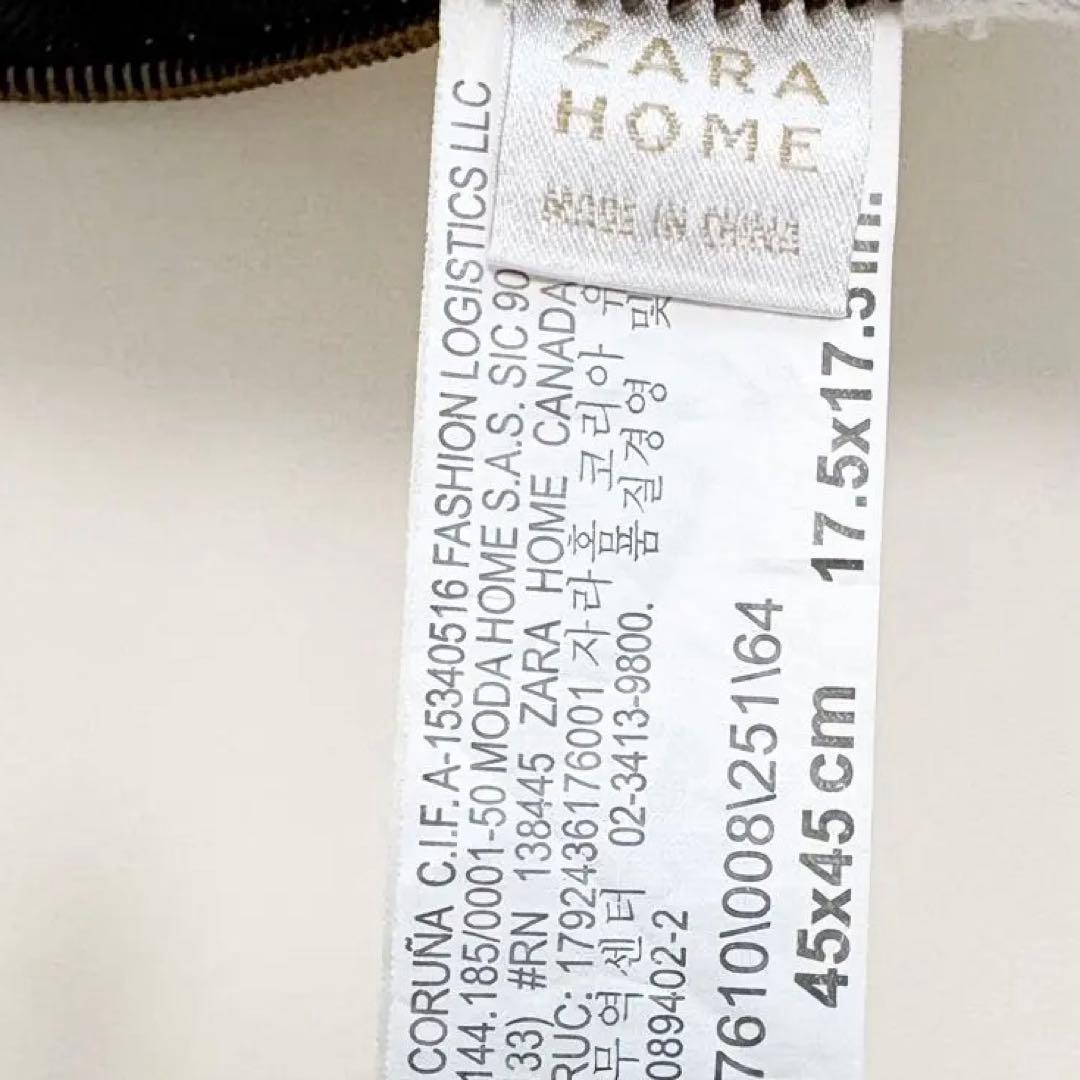 ZARA
HOME
MADE IN CHINA
CORUÑA C.I.F. A-15340516 FASHION LOGISTICS LLC
144.185/0001-50 MODA HOME S.A.S. SIC 90
33) #RN 138445 ZARA HOME CANADA
RUC: 1792436176001 자라홈 코리아
무역센터 02-3413-9800. 품질경영 및
089402-2
7610\008\251\64
45x45 cm 17.5x17.5in.